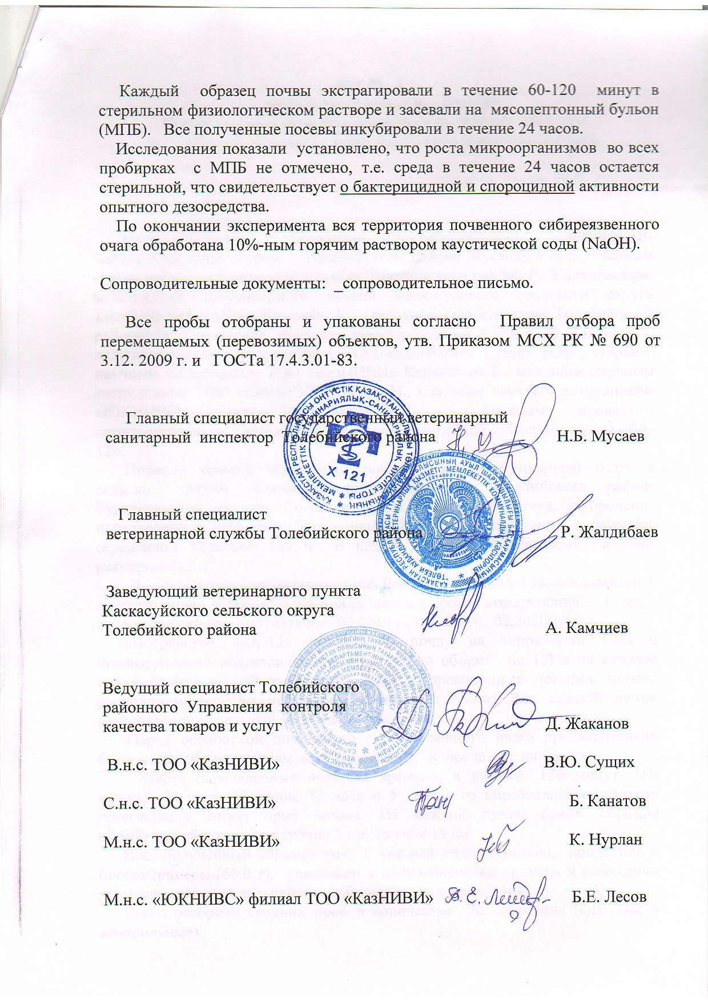 Каждый образец почвы экстрагировали в течение 60-120 минут в
стерильном физиологическом растворе и засевали на мясопептонный бульон
(МПБ). Все полученные посевы инкубировали в течение 24 часов.
Исследования показали установлено, что роста микроорганизмов во всех
пробирках с МПБ не отмечено, т.е. среда в течение 24 часов остается
стерильной, что свидетельствует о бактерицидной и спороцидной активности
опытного дезосредства.
По окончании эксперимента вся территория почвенного сибиреязвенного
очага обработана 10%-ным горячим раствором каустической соды (NaOH).
Сопроводительные документы: _сопроводительное письмо.
Все пробы отобраны и упакованы согласно Правил отбора проб
перемещаемых (перевозимых) объектов, утв. Приказом МСХ РК № 690 от
3.12. 2009 г. и ГОСТа 17.4.3.01-83.
Главный специалист государственный ветеринарный
санитарный инспектор Толебийского района Н.Б. Мусаев
Х 121
Главный специалист
ветеринарной службы Толебийского района Р. Жалдибаев
Заведующий ветеринарного пункта
Каскасуйского сельского округа
Толебийского района А. Камчиев
Ведущий специалист Толебийского
районного Управления контроля
качества товаров и услуг Д. Жаканов
В.н.с. ТОО «КазНИВИ» В.Ю. Сущих
С.н.с. ТОО «КазНИВИ» Б. Канатов
М.н.с. ТОО «КазНИВИ» К. Нурлан
М.н.с. «ЮКНИВС» филиал ТОО «КазНИВИ» Б.Е. Лесов